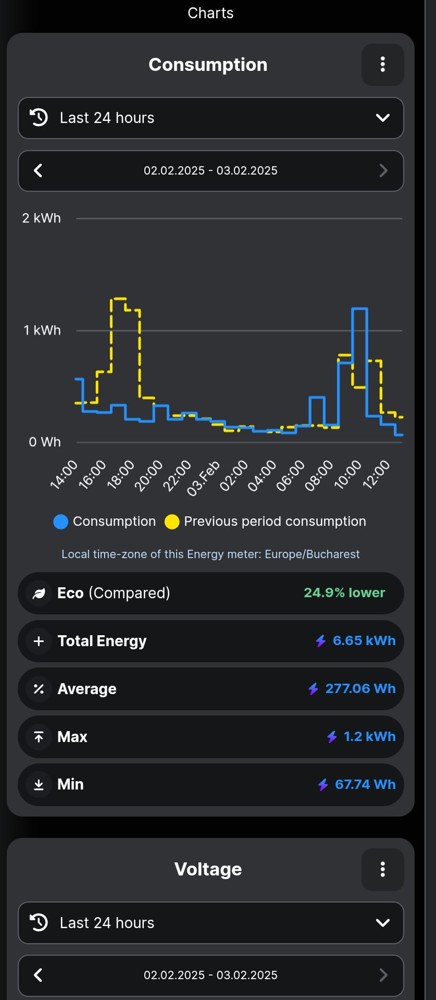 Charts
Consumption
Last 24 hours
02.02.2025 - 03.02.2025
2 kWh
1 kWh
0 Wh
14:00
16:00
18:00
20:00
22:00
03.Feb
02:00
04:00
06:00
08:00
10:00
12:00
Consumption
Previous period consumption
Local time-zone of this Energy meter: Europe/Bucharest
Eco (Compared) 24.9% lower
Total Energy 6.65 kWh
Average 277.06 Wh
Max 1.2 kWh
Min 67.74 Wh
Voltage
Last 24 hours
02.02.2025 - 03.02.2025